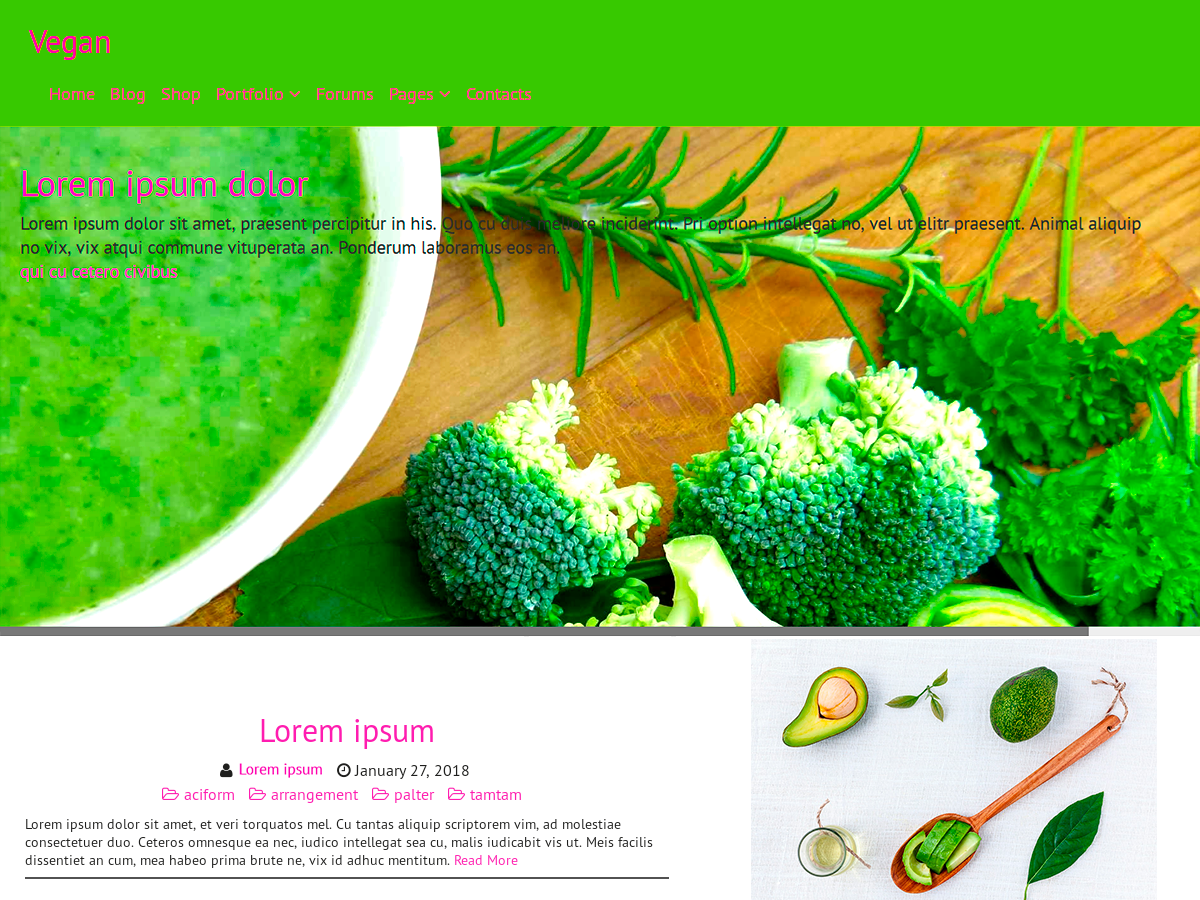 Vegan
Home Blog Shop Portfolio Forums Pages Contacts
Lorem ipsum dolor
Lorem ipsum dolor sit amet, praesent percipitur in his. Quo cu duis meliore inciderint. Pri option intellegat no, vel ut elitr praesent. Animal aliquip
no vix, vix atqui commune vituperata an. Ponderum laboramus eos an.
qui cu cetero civibus
Lorem ipsum
Lorem ipsum January 27, 2018
aciform arrangement palter tamtam
Lorem ipsum dolor sit amet, et veri torquatos mel. Cu tantas aliquip scriptorem vim, ad molestiae
consectetuer duo. Ceteros omnesque ea nec, iudico intellegat sea cu, malis iudicabit vis ut. Meis facilis
dissentiet an cum, mea habeo prima brute ne, vix id adhuc mentitum. Read More